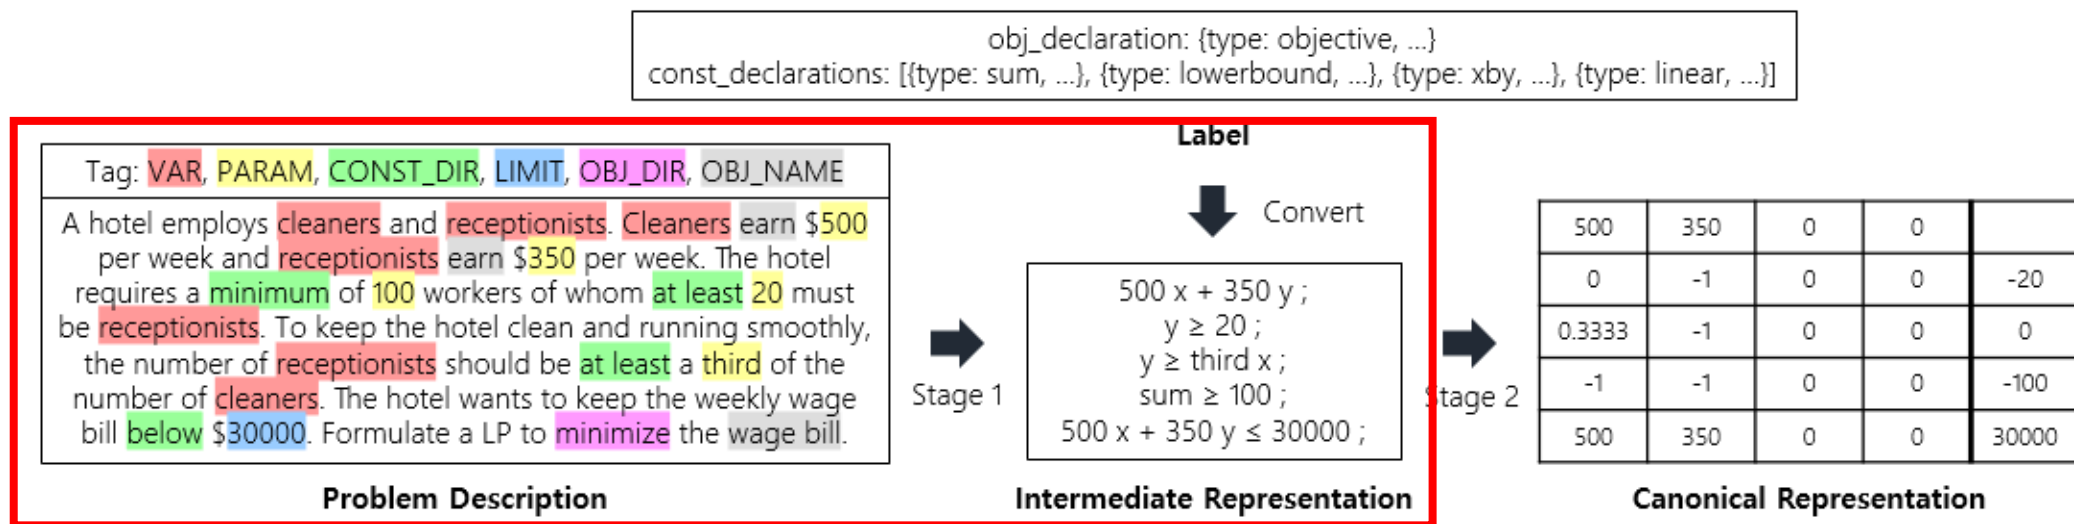 obj_declaration: {type: objective, ...}
const_declarations: [{type: sum, ...}, {type: lowerbound, ...}, {type: xby, ...}, {type: linear, ...}]
Label
Convert
Tag: VAR, PARAM, CONST_DIR, LIMIT, OBJ_DIR, OBJ_NAME
A hotel employs cleaners and receptionists. Cleaners earn $500
per week and receptionists earn $350 per week. The hotel
requires a minimum of 100 workers of whom at least 20 must
be receptionists. To keep the hotel clean and running smoothly,
the number of receptionists should be at least a third of the
number of cleaners. The hotel wants to keep the weekly wage
bill below $30000. Formulate a LP to minimize the wage bill.
Problem Description
Stage 1
500 x + 350 y ;
y ≥ 20 ;
y ≥ third x ;
sum ≥ 100 ;
500 x + 350 y ≤ 30000 ;
Intermediate Representation
Stage 2
500 350 0 0
0 -1 0 0 -20
0.3333 -1 0 0 0
-1 -1 0 0 -100
500 350 0 0 30000
Canonical Representation